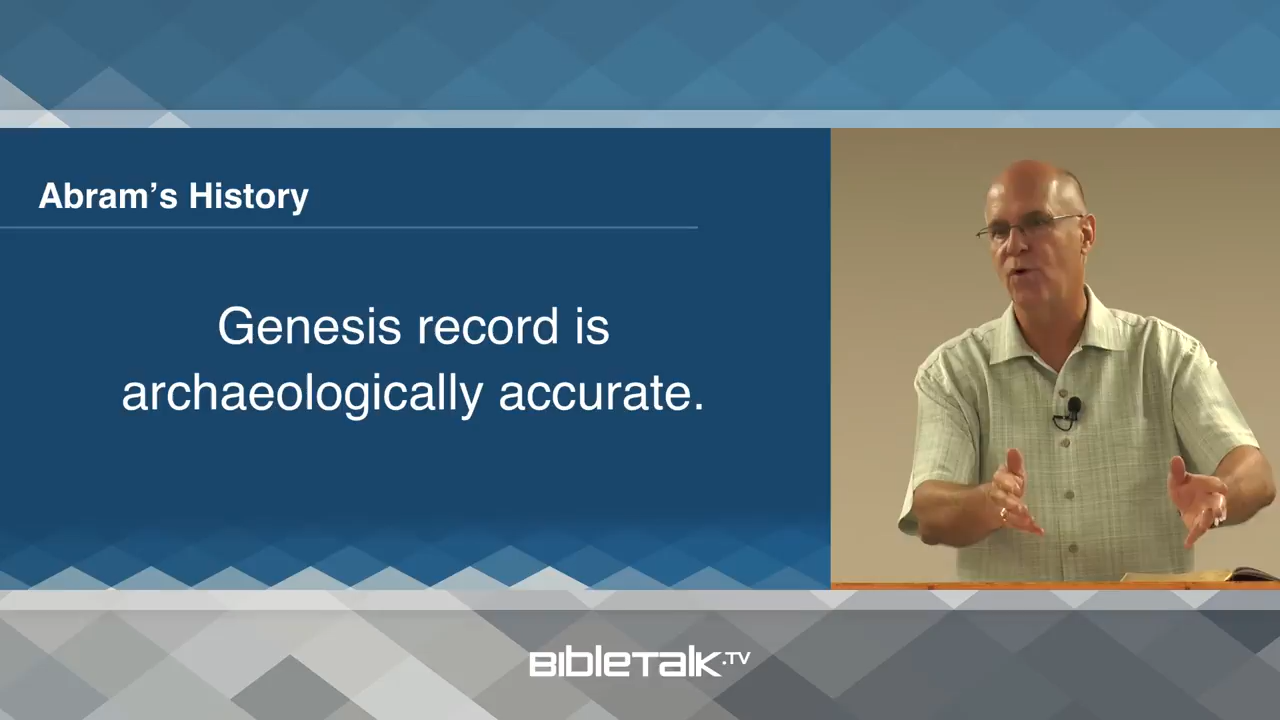 Abram’s History
Genesis record is
archaeologically accurate.
BIBLETALK.TV